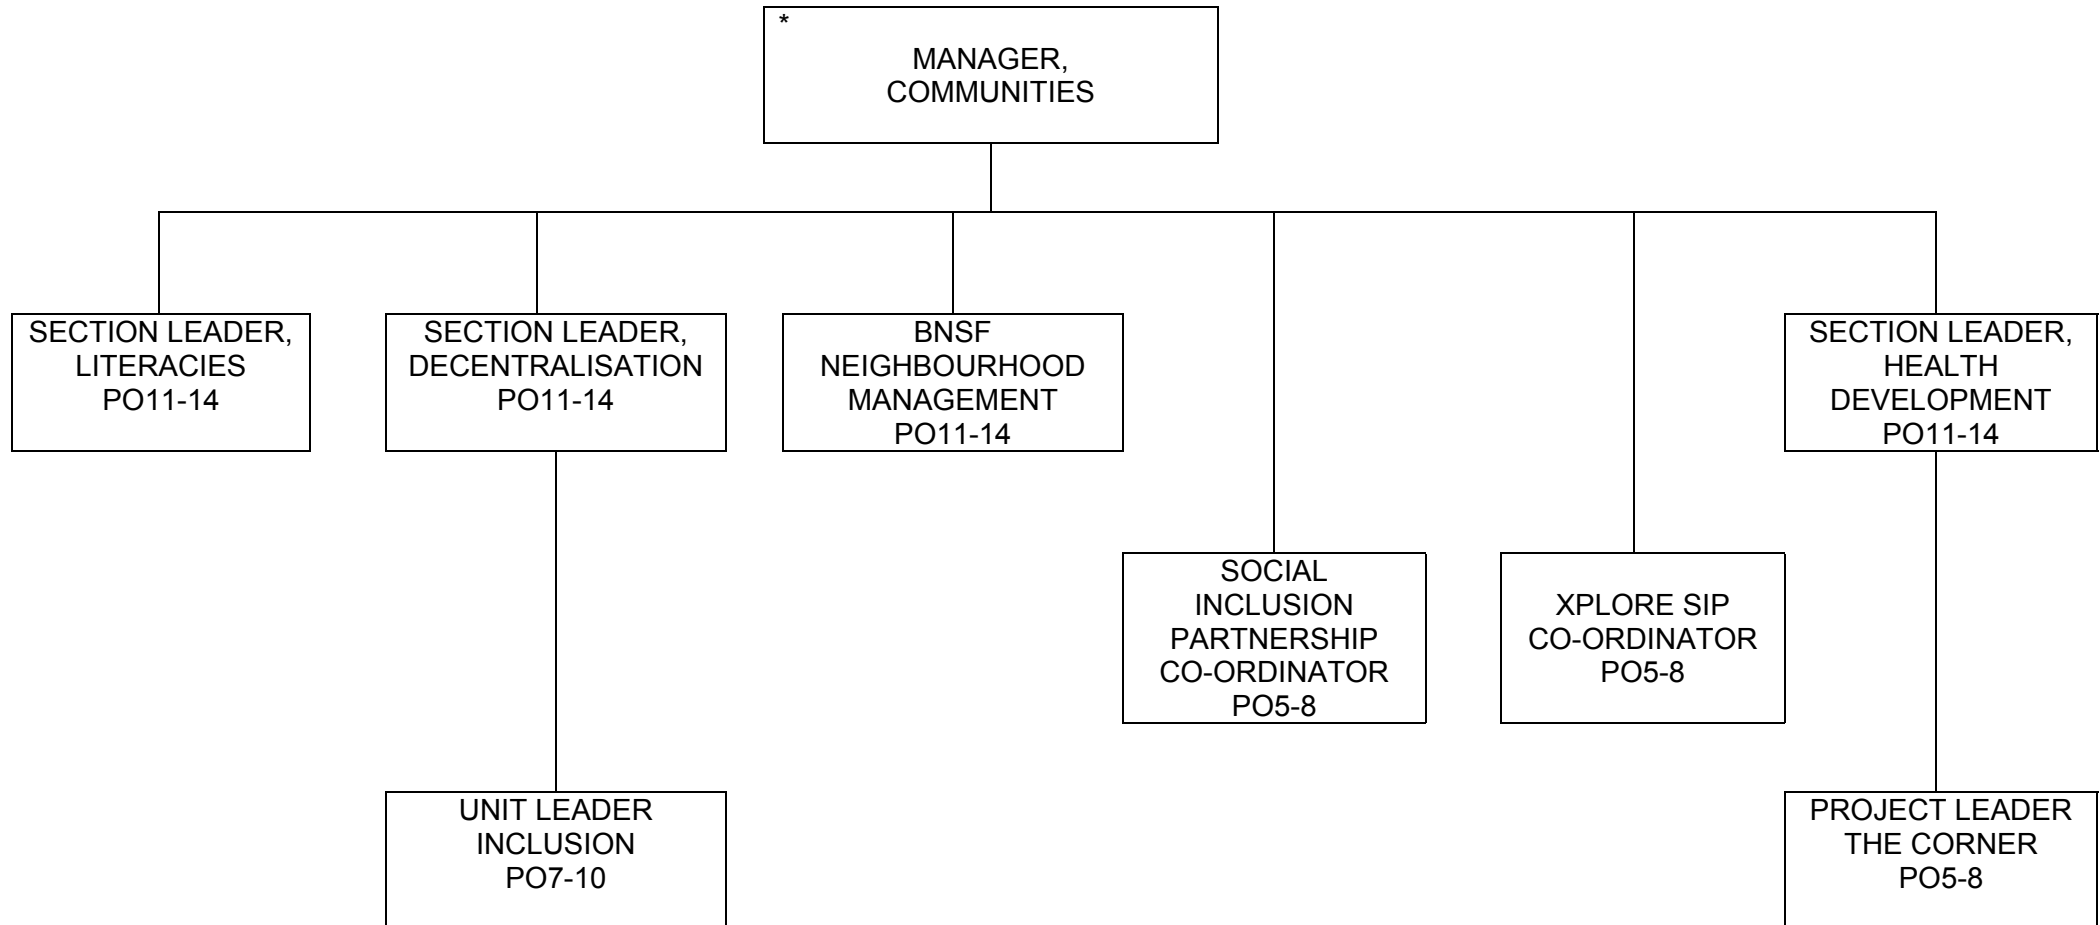 *
MANAGER,
COMMUNITIES
SECTION LEADER,
LITERACIES
PO11-14
SECTION LEADER,
DECENTRALISATION
PO11-14
BNSF
NEIGHBOURHOOD
MANAGEMENT
PO11-14
SECTION LEADER,
HEALTH
DEVELOPMENT
PO11-14
SOCIAL
INCLUSION
PARTNERSHIP
CO-ORDINATOR
PO5-8
XPLORE SIP
CO-ORDINATOR
PO5-8
UNIT LEADER
INCLUSION
PO7-10
PROJECT LEADER
THE CORNER
PO5-8